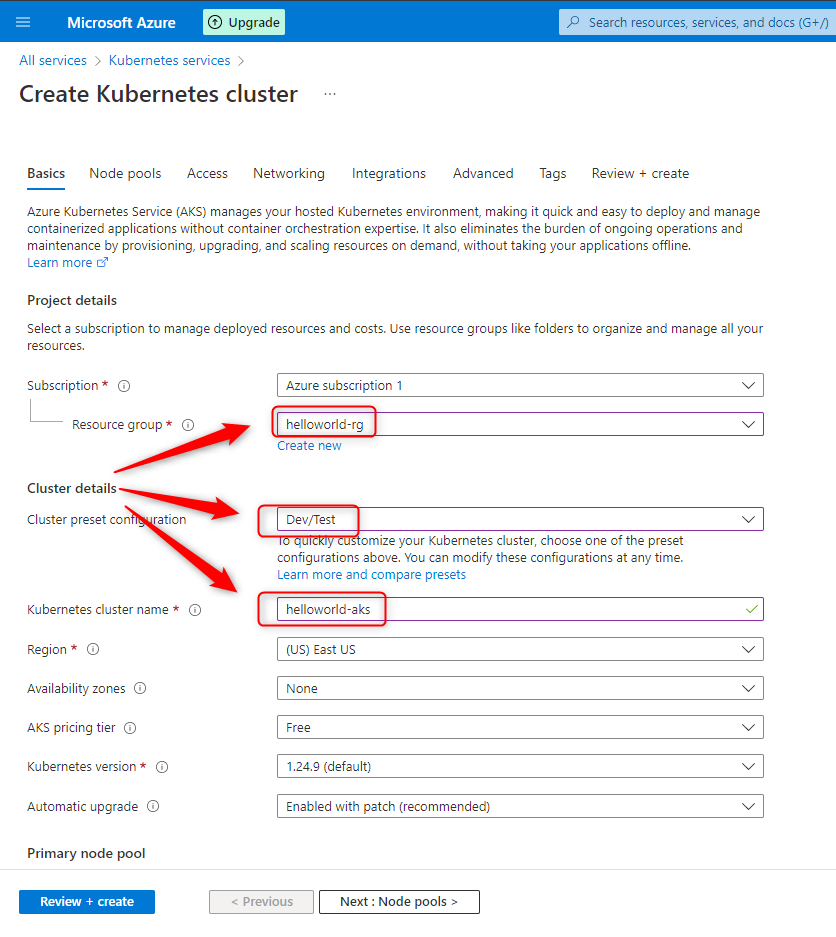 Microsoft Azure
Upgrade
Search resources, services, and docs (G+/)
All services > Kubernetes services >
Create Kubernetes cluster ...
Basics Node pools Access Networking Integrations Advanced Tags Review + create
Azure Kubernetes Service (AKS) manages your hosted Kubernetes environment, making it quick and easy to deploy and manage
containerized applications without container orchestration expertise. It also eliminates the burden of ongoing operations and
maintenance by provisioning, upgrading, and scaling resources on demand, without taking your applications offline.
Learn more
Project details
Select a subscription to manage deployed resources and costs. Use resource groups like folders to organize and manage all your
resources.
Subscription * Azure subscription 1
Resource group * helloworld-rg
Create new
Cluster details
Cluster preset configuration Dev/Test
To quickly customize your Kubernetes cluster, choose one of the preset
configurations above. You can modify these configurations at any time.
Learn more and compare presets
Kubernetes cluster name * helloworld-aks
Region * (US) East US
Availability zones None
AKS pricing tier Free
Kubernetes version * 1.24.9 (default)
Automatic upgrade Enabled with patch (recommended)
Primary node pool
Review + create < Previous Next : Node pools >